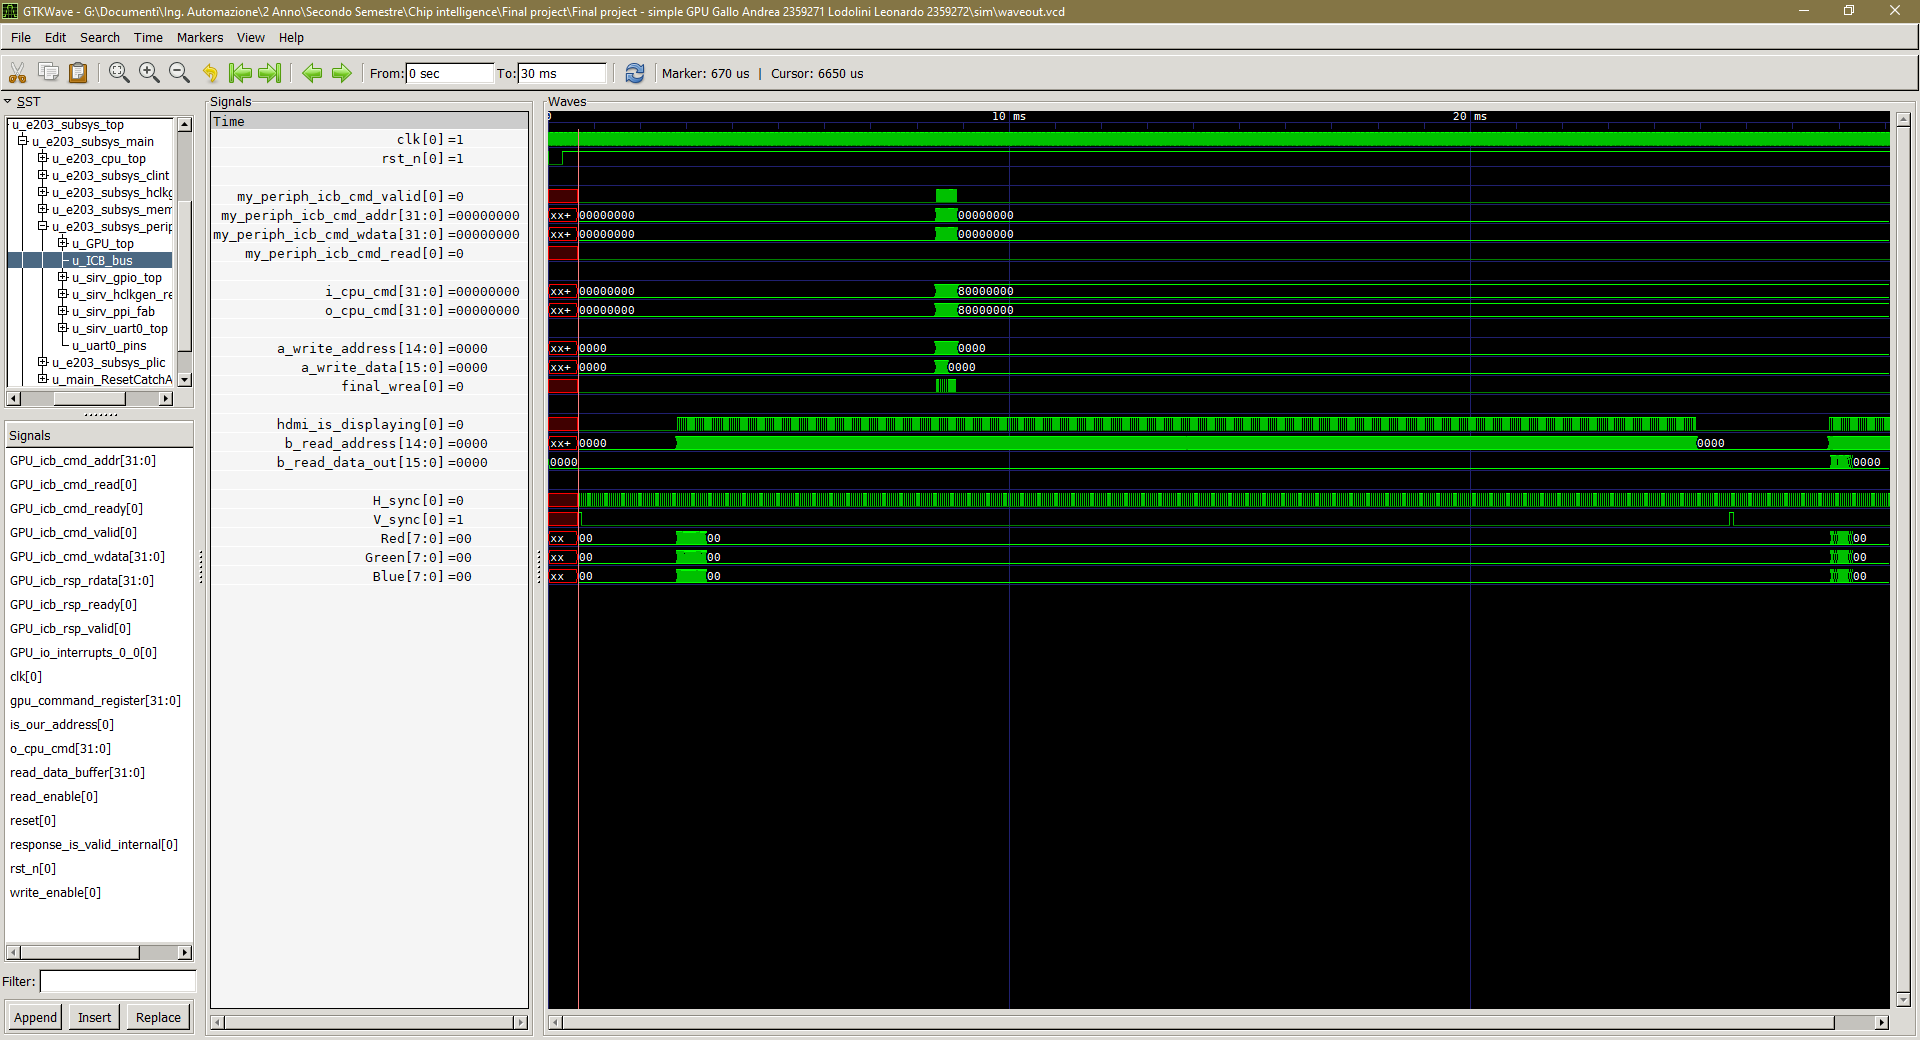 GTKWave - G:\Documenti\Ing. Automazione\2 Anno\Secondo Semestre\Chip intelligence\Final project\Final project - simple GPU Gallo Andrea 2359271 Lodolini Leonardo 2359272\sim\waveout.vcd
File Edit Search Time Markers View Help
From: 0 sec To: 30 ms Marker: 670 us | Cursor: 6650 us
SST
u_e203_subsys_top
u_e203_subsys_main
u_e203_cpu_top
u_e203_subsys_clint
u_e203_subsys_hclkg
u_e203_subsys_mem
u_e203_subsys_perip
u_GPU_top
u_ICB_bus
u_sirv_gpio_top
u_sirv_hclkgen_re
u_sirv_ppi_fab
u_sirv_uart0_top
u_uart0_pins
u_e203_subsys_plic
u_main_ResetCatchA
Signals
GPU_icb_cmd_addr[31:0]
GPU_icb_cmd_read[0]
GPU_icb_cmd_ready[0]
GPU_icb_cmd_valid[0]
GPU_icb_cmd_wdata[31:0]
GPU_icb_rsp_rdata[31:0]
GPU_icb_rsp_ready[0]
GPU_icb_rsp_valid[0]
GPU_io_interrupts_0_0[0]
clk[0]
gpu_command_register[31:0]
is_our_address[0]
o_cpu_cmd[31:0]
read_data_buffer[31:0]
read_enable[0]
reset[0]
response_is_valid_internal[0]
rst_n[0]
write_enable[0]
Filter:
Append Insert Replace
Signals
Time
clk[0] =1
rst_n[0] =1
my_periph_icb_cmd_valid[0] =0
my_periph_icb_cmd_addr[31:0] =00000000
my_periph_icb_cmd_wdata[31:0] =00000000
my_periph_icb_cmd_read[0] =0
i_cpu_cmd[31:0] =00000000
o_cpu_cmd[31:0] =00000000
a_write_address[14:0] =0000
a_write_data[15:0] =0000
final_wrea[0] =0
hdmi_is_displaying[0] =0
b_read_address[14:0] =0000
b_read_data_out[15:0] =0000
H_sync[0] =0
V_sync[0] =1
Red[7:0] =00
Green[7:0] =00
Blue[7:0] =00
Waves
0 10 ms 20 ms
xx+ 00000000 00000000
xx+ 00000000 00000000
xx+ 00000000 80000000
xx+ 00000000 80000000
xx+ 0000 0000
xx+ 0000 0000
xx+ 0000 0000
0000 0000
xx 00 00 00
xx 00 00 00
xx 00 00 00